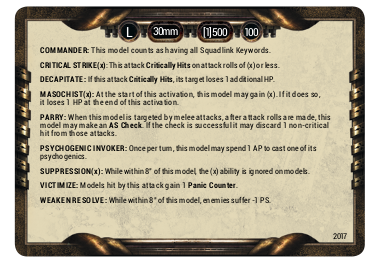 L 30mm [1]500 100
COMMANDER: This model counts as having all Squad link Keywords.
CRITICAL STRIKE(x): This attack Critically Hits on attack rolls of (x) or less.
DECAPITATE: If this attack Critically Hits, its target loses 1 additional HP.
MASOCHIST(x): At the start of this activation, this model may gain (x). If it does so,
it loses 1 HP at the end of this activation.
PARRY: When this model is targeted by melee attacks, after attack rolls are made, this
model may make an AS Check. If the check is successful it may discard 1 non-critical
hit from those attacks.
PSYCHOGENIC INVOKER: Once per turn, this model may spend 1 AP to cast one of its
psychogenics.
SUPPRESSION(x): While within 8" of this model, the (x) ability is ignored on models.
VICTIMIZE: Models hit by this attack gain 1 Panic Counter.
WEAKEN RESOLVE: While within 8" of this model, enemies suffer -1 PS.
2017